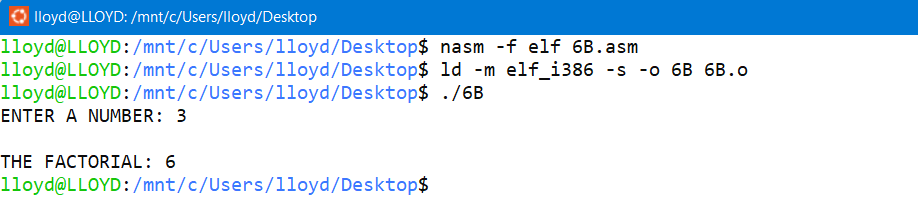 lloyd@LLOYD: /mnt/c/Users/lloyd/Desktop
lloyd@LLOYD:/mnt/c/Users/lloyd/Desktop$ nasm -f elf 6B.asm
lloyd@LLOYD:/mnt/c/Users/lloyd/Desktop$ ld -m elf_i386 -s -o 6B 6B.o
lloyd@LLOYD:/mnt/c/Users/lloyd/Desktop$ ./6B
ENTER A NUMBER: 3
THE FACTORIAL: 6
lloyd@LLOYD:/mnt/c/Users/lloyd/Desktop$